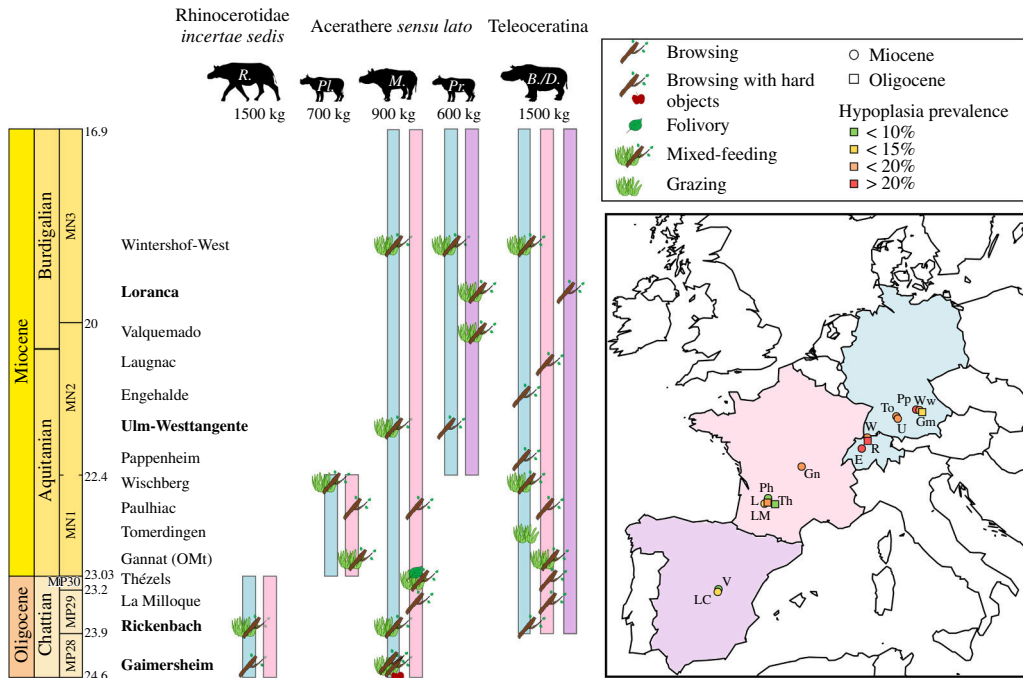 Rhinocerotidae
incertae sedis
Acerathere sensu lato
Teleoceratina
R.
Pl.
M.
Pr.
B./D.
1500 kg
700 kg
900 kg
600 kg
1500 kg
Browsing
Browsing with hard
objects
Folivory
Mixed-feeding
Grazing
Miocene
Oligocene
Hypoplasia prevalence
< 10%
< 15%
< 20%
> 20%
Miocene
Oligocene
Burdigalian
Aquitanian
Chattian
MN3
MN2
MN1
MP30
MP29
MP28
16.9
20
22.4
23.03
23.2
23.9
24.6
Wintershof-West
Loranca
Valquemado
Laugnac
Engehalde
Ulm-Westtangente
Pappenheim
Wischberg
Paulhiac
Tomerdingen
Gannat (OMt)
Thézels
La Milloque
Rickenbach
Gaimersheim
Pp
Ww
To
U
Gm
W
R
E
Gn
Ph
L
Th
LM
V
LC